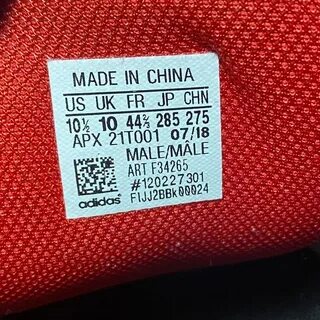 MADE IN CHINA
US UK FR JP CHN
10½ 10 44⅔ 285 275
APX 21T001 07/18
MALE/MÂLE
ART F34265
#120227301
FIJJ2BBk00024
adidas